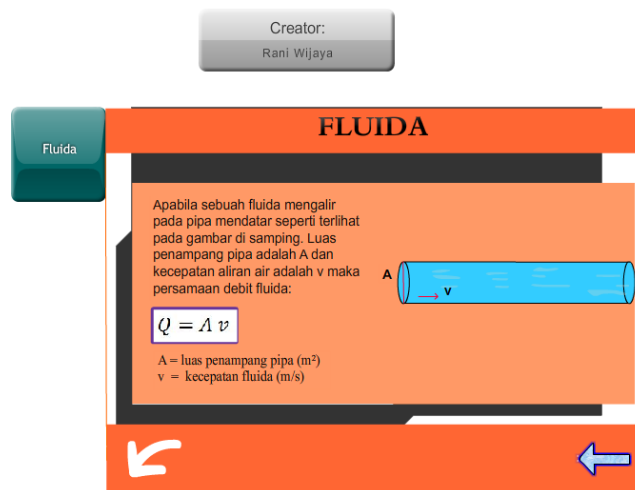 Creator:
Rani Wijaya
Fluida
FLUIDA
Apabila sebuah fluida mengalir
pada pipa mendatar seperti terlihat
pada gambar di samping. Luas
penampang pipa adalah A dan
kecepatan aliran air adalah v maka
persamaan debit fluida:
A
v
Q = A v
A = luas penampang pipa (m²)
v = kecepatan fluida (m/s)